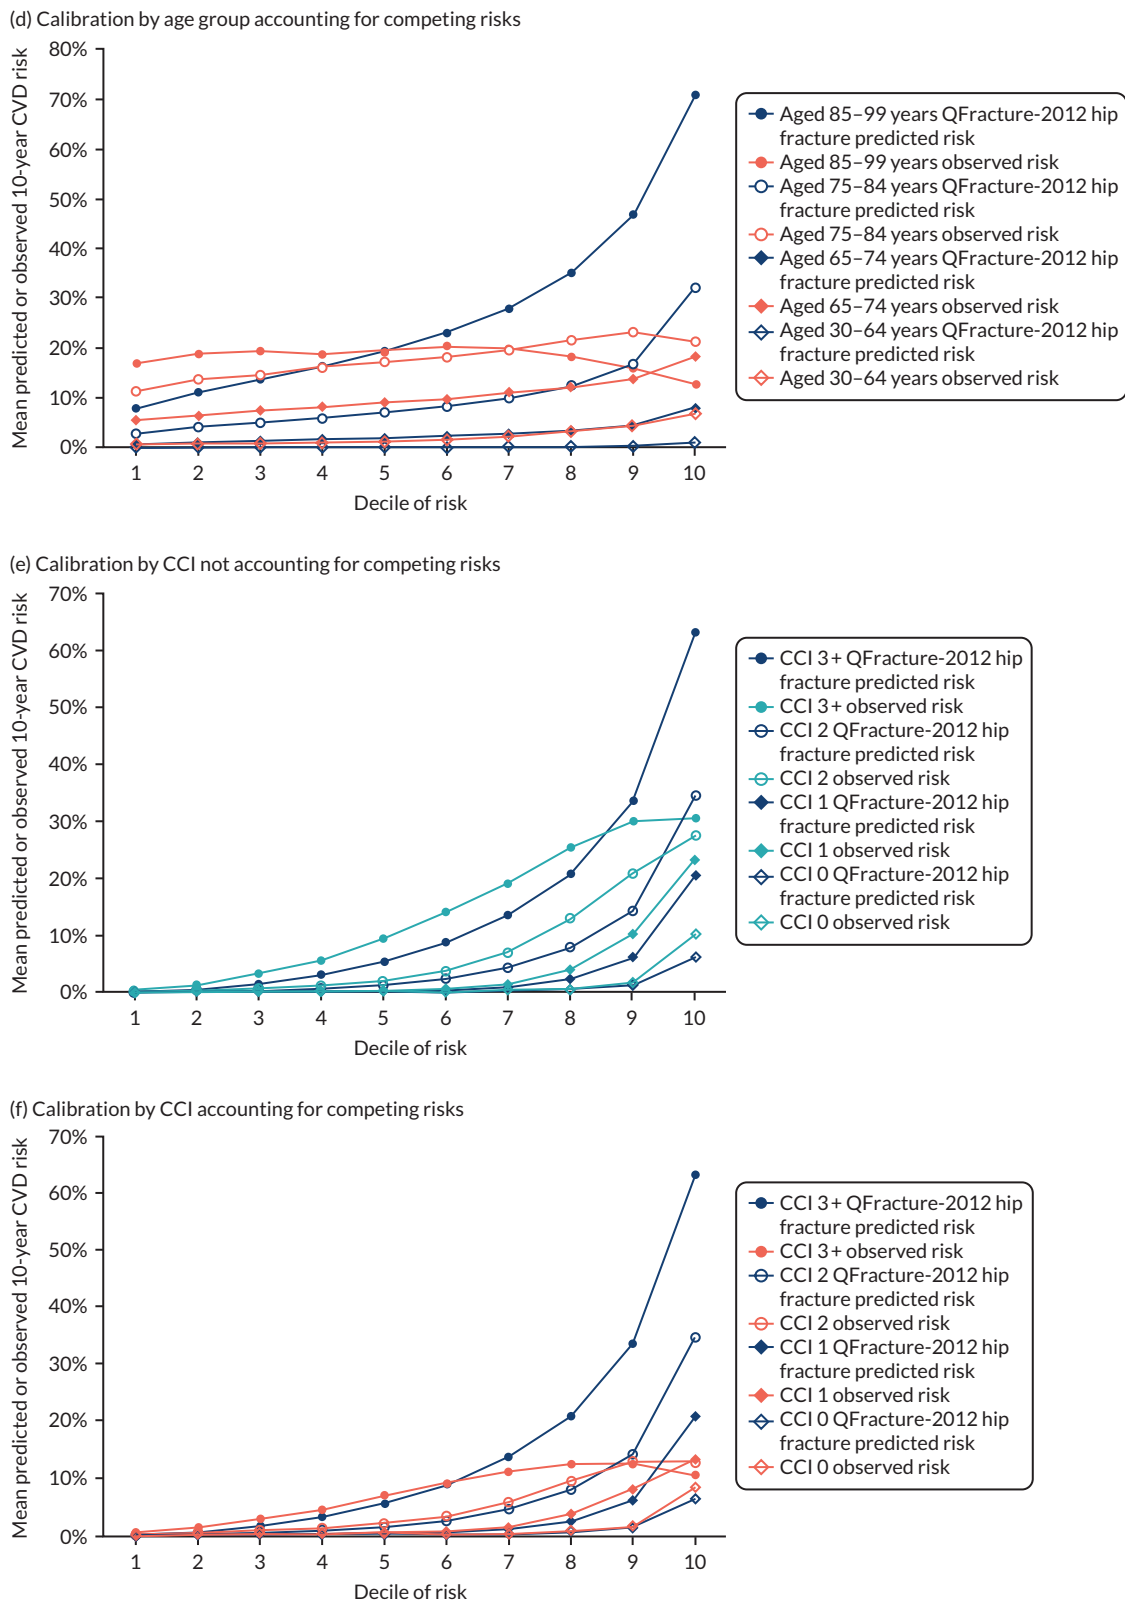 (d) Calibration by age group accounting for competing risks
Mean predicted or observed 10-year CVD risk
80%
70%
60%
50%
40%
30%
20%
10%
0%
1 2 3 4 5 6 7 8 9 10
Decile of risk
Aged 85–99 years QFracture-2012 hip
fracture predicted risk
Aged 85–99 years observed risk
Aged 75–84 years QFracture-2012 hip
fracture predicted risk
Aged 75–84 years observed risk
Aged 65–74 years QFracture-2012 hip
fracture predicted risk
Aged 65–74 years observed risk
Aged 30–64 years QFracture-2012 hip
fracture predicted risk
Aged 30–64 years observed risk
(e) Calibration by CCI not accounting for competing risks
Mean predicted or observed 10-year CVD risk
70%
60%
50%
40%
30%
20%
10%
0%
1 2 3 4 5 6 7 8 9 10
Decile of risk
CCI 3+ QFracture-2012 hip
fracture predicted risk
CCI 3+ observed risk
CCI 2 QFracture-2012 hip
fracture predicted risk
CCI 2 observed risk
CCI 1 QFracture-2012 hip
fracture predicted risk
CCI 1 observed risk
CCI 0 QFracture-2012 hip
fracture predicted risk
CCI 0 observed risk
(f) Calibration by CCI accounting for competing risks
Mean predicted or observed 10-year CVD risk
70%
60%
50%
40%
30%
20%
10%
0%
1 2 3 4 5 6 7 8 9 10
Decile of risk
CCI 3+ QFracture-2012 hip
fracture predicted risk
CCI 3+ observed risk
CCI 2 QFracture-2012 hip
fracture predicted risk
CCI 2 observed risk
CCI 1 QFracture-2012 hip
fracture predicted risk
CCI 1 observed risk
CCI 0 QFracture-2012 hip
fracture predicted risk
CCI 0 observed risk